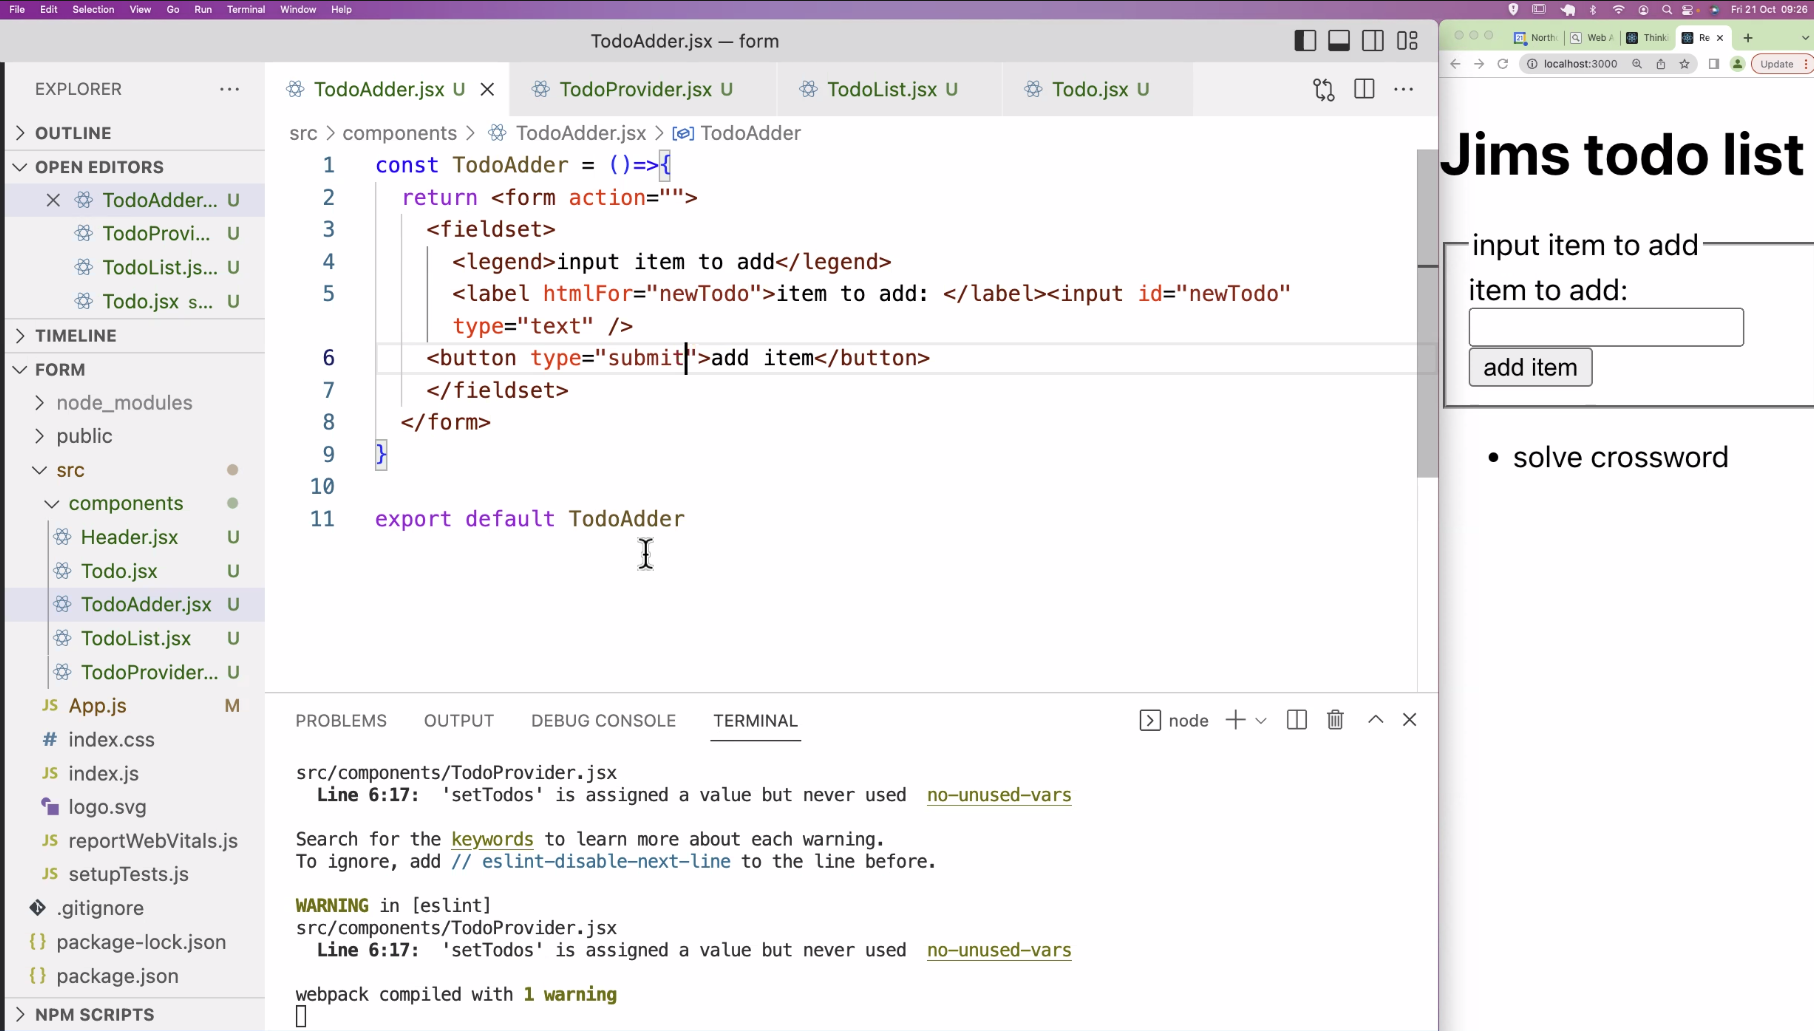 File Edit Selection View Go Run Terminal Window Help
Fri 21 Oct 09:26
TodoAdder.jsx — form
EXPLORER
OUTLINE
OPEN EDITORS
TodoAdder... U
TodoProvi... U
TodoList.js... U
Todo.jsx s... U
TIMELINE
FORM
node_modules
public
src
components
Header.jsx U
Todo.jsx U
TodoAdder.jsx U
TodoList.jsx U
TodoProvider... U
JS App.js M
# index.css
JS index.js
logo.svg
JS reportWebVitals.js
JS setupTests.js
.gitignore
{} package-lock.json
{} package.json
NPM SCRIPTS
TodoAdder.jsx U TodoProvider.jsx U TodoList.jsx U Todo.jsx U
src > components > TodoAdder.jsx > TodoAdder
1 const TodoAdder = ()=>{
2 return <form action="">
3 <fieldset>
4 <legend>input item to add</legend>
5 <label htmlFor="newTodo">item to add: </label><input id="newTodo"
type="text" />
6 <button type="submit">add item</button>
7 </fieldset>
8 </form>
9 }
10
11 export default TodoAdder
PROBLEMS OUTPUT DEBUG CONSOLE TERMINAL
node
src/components/TodoProvider.jsx
Line 6:17: 'setTodos' is assigned a value but never used no-unused-vars
Search for the keywords to learn more about each warning.
To ignore, add // eslint-disable-next-line to the line before.
WARNING in [eslint]
src/components/TodoProvider.jsx
Line 6:17: 'setTodos' is assigned a value but never used no-unused-vars
webpack compiled with 1 warning
North Web Think Re
localhost:3000 Update
Jims todo list
input item to add
item to add:
add item
• solve crossword